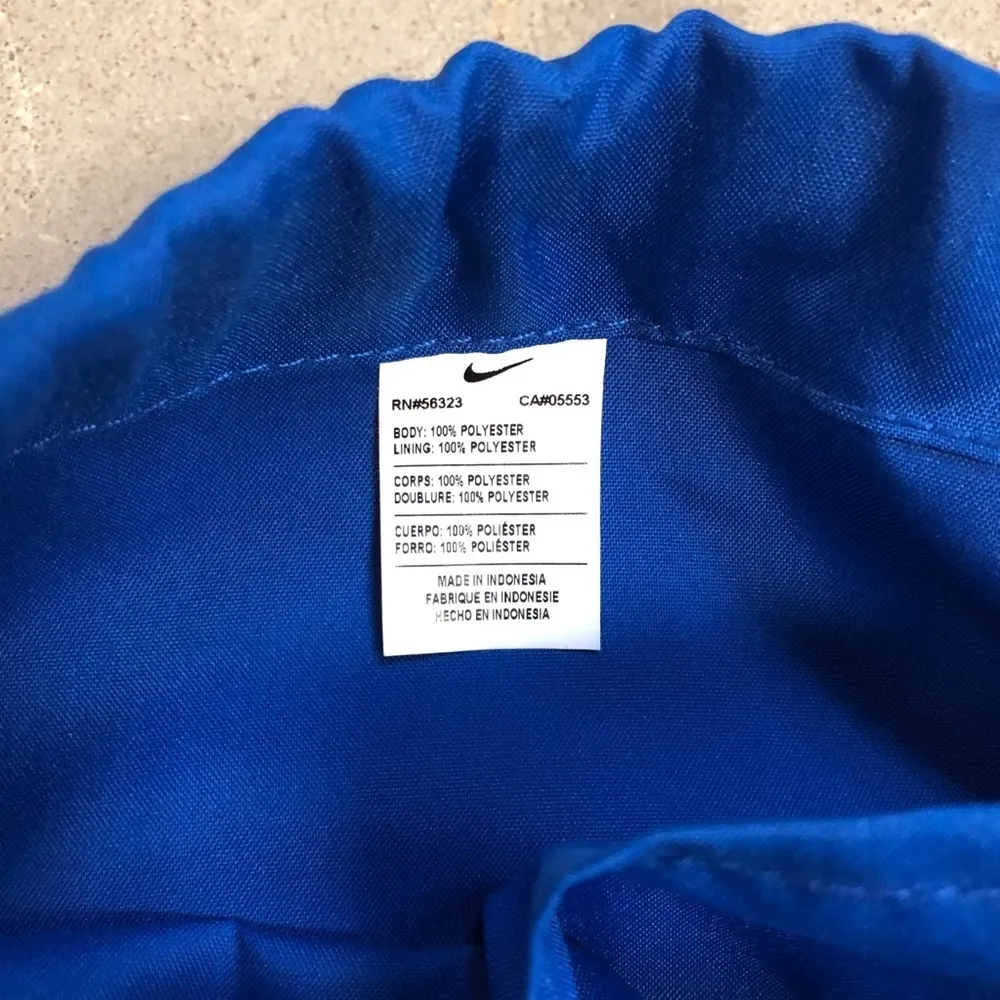 RN#56323 CA#05553
BODY: 100% POLYESTER
LINING: 100% POLYESTER
CORPS: 100% POLYESTER
DOUBLURE: 100% POLYESTER
CUERPO: 100% POLIÉSTER
FORRO: 100% POLIÉSTER
MADE IN INDONESIA
FABRIQUE EN INDONESIE
HECHO EN INDONESIA